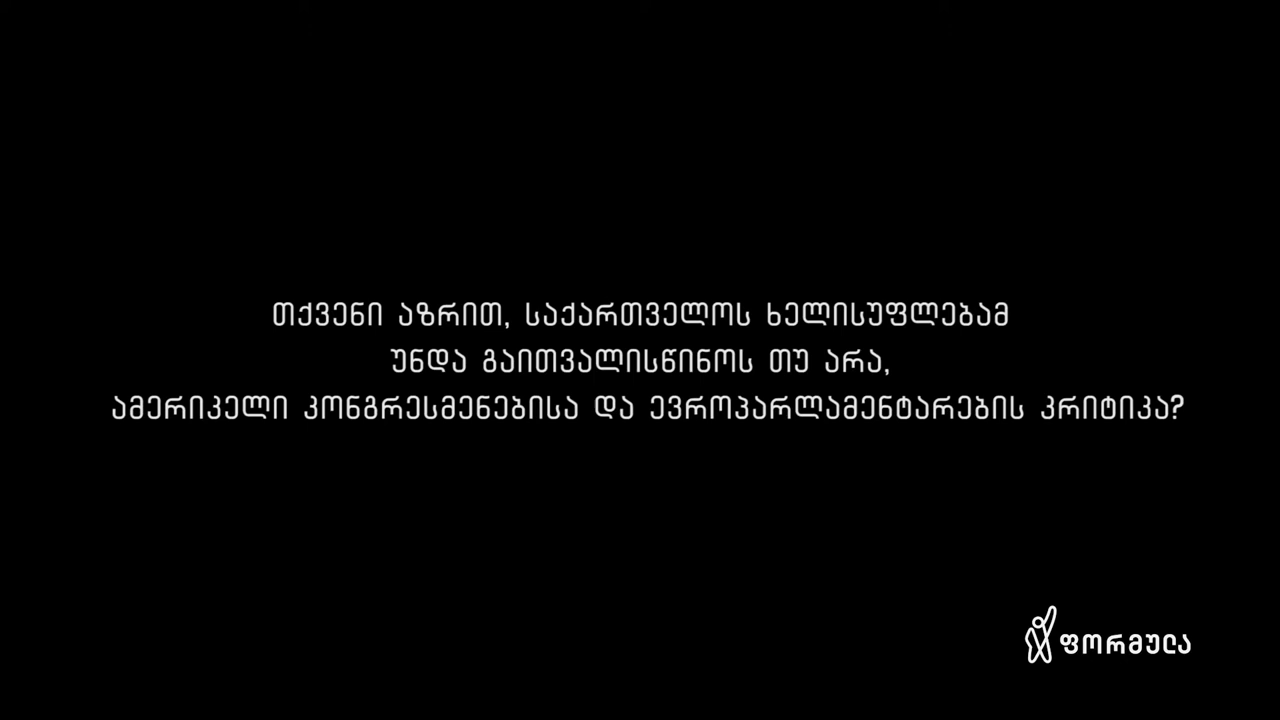 თქვენი აზრით, საქართველოს ხელისუფლებამ
უნდა გაითვალისწინოს თუ არა,
ამერიკელი კონგრესმენებისა და ევროპარლამენტარების კრიტიკა?
ფორმულა